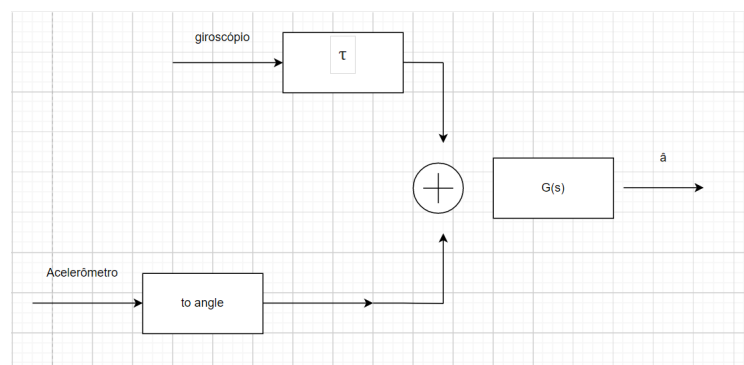 giroscópio
τ
G(s)
â
Acelerômetro
to angle